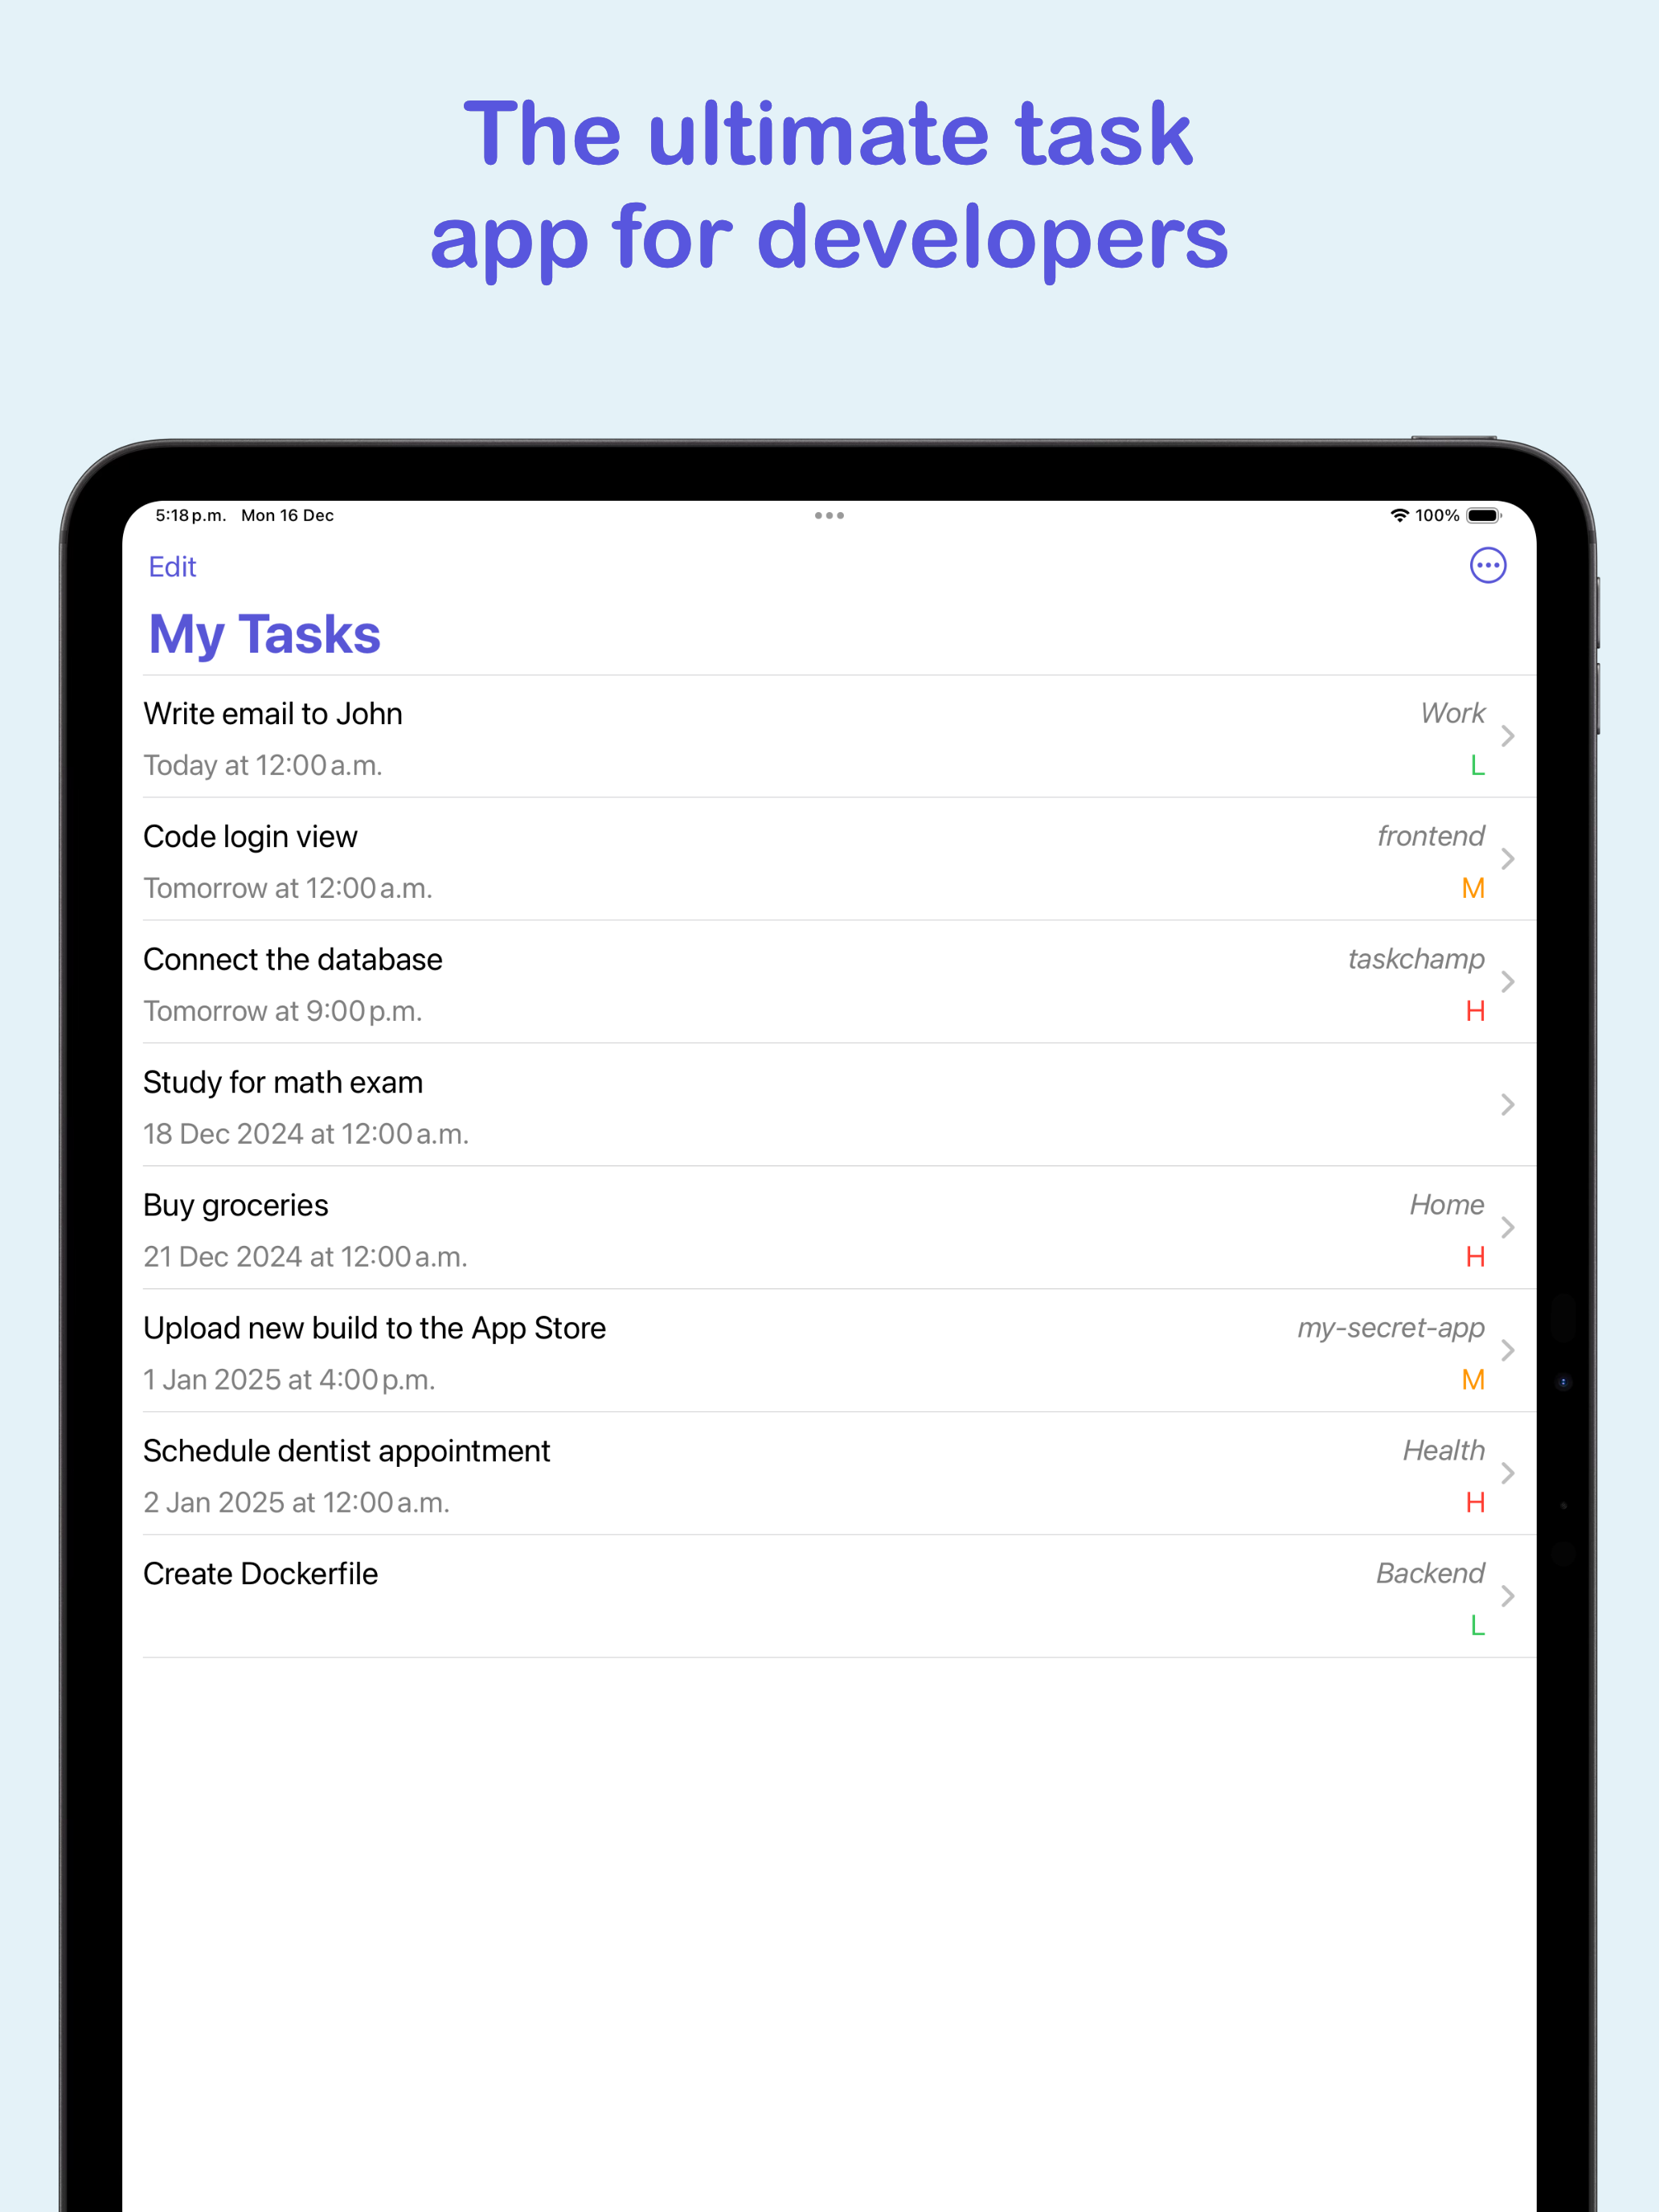 The ultimate task
app for developers
5:18 p.m. Mon 16 Dec
100%
Edit
My Tasks
Write email to John
Work
Today at 12:00 a.m.
L
Code login view
frontend
Tomorrow at 12:00 a.m.
M
Connect the database
taskchamp
Tomorrow at 9:00 p.m.
H
Study for math exam
18 Dec 2024 at 12:00 a.m.
Buy groceries
Home
21 Dec 2024 at 12:00 a.m.
H
Upload new build to the App Store
my-secret-app
1 Jan 2025 at 4:00 p.m.
M
Schedule dentist appointment
Health
2 Jan 2025 at 12:00 a.m.
H
Create Dockerfile
Backend
L